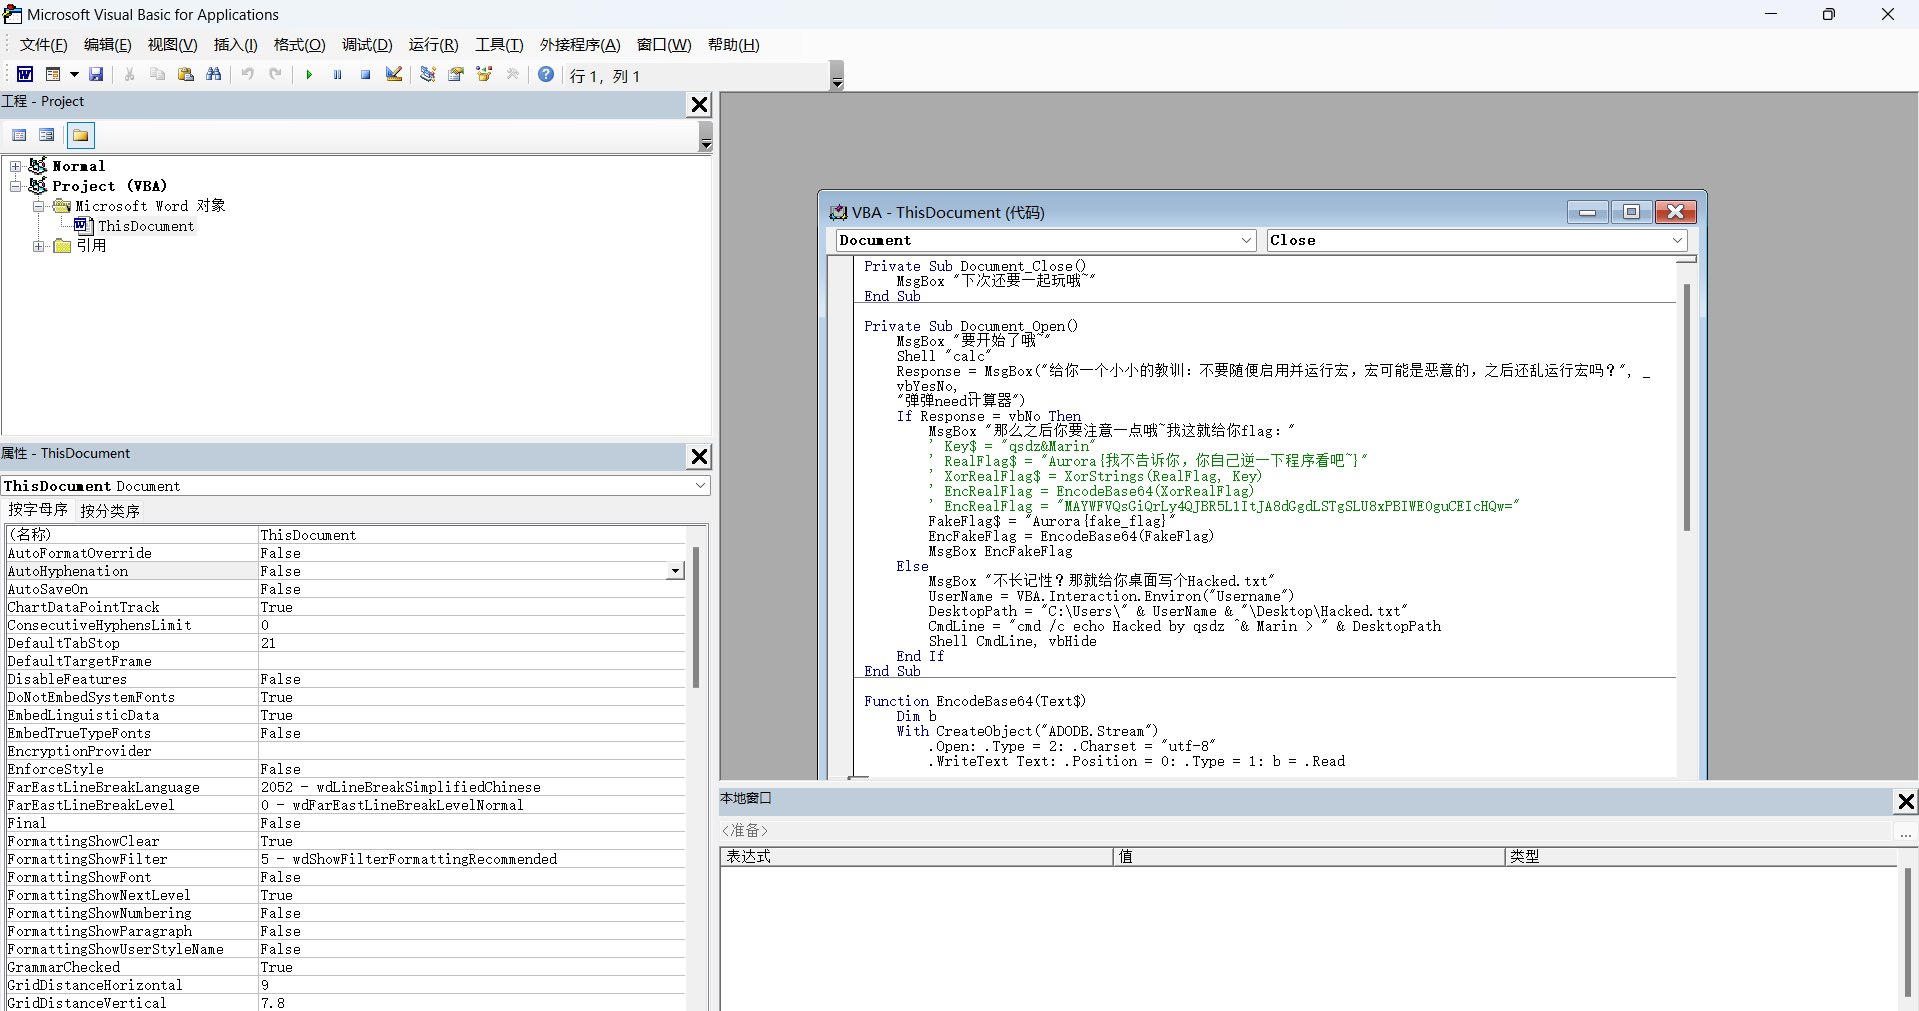 Microsoft Visual Basic for Applications
文件(F) 编辑(E) 视图(V) 插入(I) 格式(O) 调试(D) 运行(R) 工具(T) 外接程序(A) 窗口(W) 帮助(H)
行 1, 列 1
工程 - Project
Normal
Project (VBA)
Microsoft Word 对象
ThisDocument
引用
属性 - ThisDocument
ThisDocument Document
按字母序 按分类序
(名称) ThisDocument
AutoFormatOverride False
AutoHyphenation False
AutoSaveOn False
ChartDataPointTrack True
ConsecutiveHyphensLimit 0
DefaultTabStop 21
DefaultTargetFrame
DisableFeatures False
DoNotEmbedSystemFonts True
EmbedLinguisticData True
EmbedTrueTypeFonts False
EncryptionProvider
EnforceStyle False
FarEastLineBreakLanguage 2052 - wdLineBreakSimplifiedChinese
FarEastLineBreakLevel 0 - wdFarEastLineBreakLevelNormal
Final False
FormattingShowClear True
FormattingShowFilter 5 - wdShowFilterFormattingRecommended
FormattingShowFont False
FormattingShowNextLevel True
FormattingShowNumbering False
FormattingShowParagraph False
FormattingShowUserStyleName False
GrammarChecked True
GridDistanceHorizontal 9
GridDistanceVertical 7.8
VBA - ThisDocument (代码)
Document Close
Private Sub Document_Close()
MsgBox "下次还要一起玩哦~"
End Sub
Private Sub Document_Open()
MsgBox "要开始了哦~"
Shell "calc"
Response = MsgBox("给你一个小小的教训：不要随便启用并运行宏，宏可能是恶意的，之后还乱运行宏吗？", _
vbYesNo, _
"弹弹need计算器")
If Response = vbNo Then
MsgBox "那么之后你要注意一点哦~我这就给你flag："
' Key$ = "qsdz&Marin"
' RealFlag$ = "Aurora{我不告诉你，你自己逆一下程序看吧~}"
' XorRealFlag$ = XorStrings(RealFlag, Key)
' EncRealFlag = EncodeBase64(XorRealFlag)
' EncRealFlag = "MAYWFVQsGiQrLy4QJBR5L1ItJA8dGgdLSTgSLU8xPBIWE0guCEIcHQw="
FakeFlag$ = "Aurora{fake_flag}"
EncFakeFlag = EncodeBase64(FakeFlag)
MsgBox EncFakeFlag
Else
MsgBox "不长记性？那就给你桌面写个Hacked.txt"
UserName = VBA.Interaction.Environ("Username")
DesktopPath = "C:\Users\" & UserName & "\Desktop\Hacked.txt"
CmdLine = "cmd /c echo Hacked by qsdz ^& Marin > " & DesktopPath
Shell CmdLine, vbHide
End If
End Sub
Function EncodeBase64(Text$)
Dim b
With CreateObject("ADODB.Stream")
.Open: .Type = 2: .Charset = "utf-8"
.WriteText Text: .Position = 0: .Type = 1: b = .Read
本地窗口
<准备>
...
表达式 值 类型